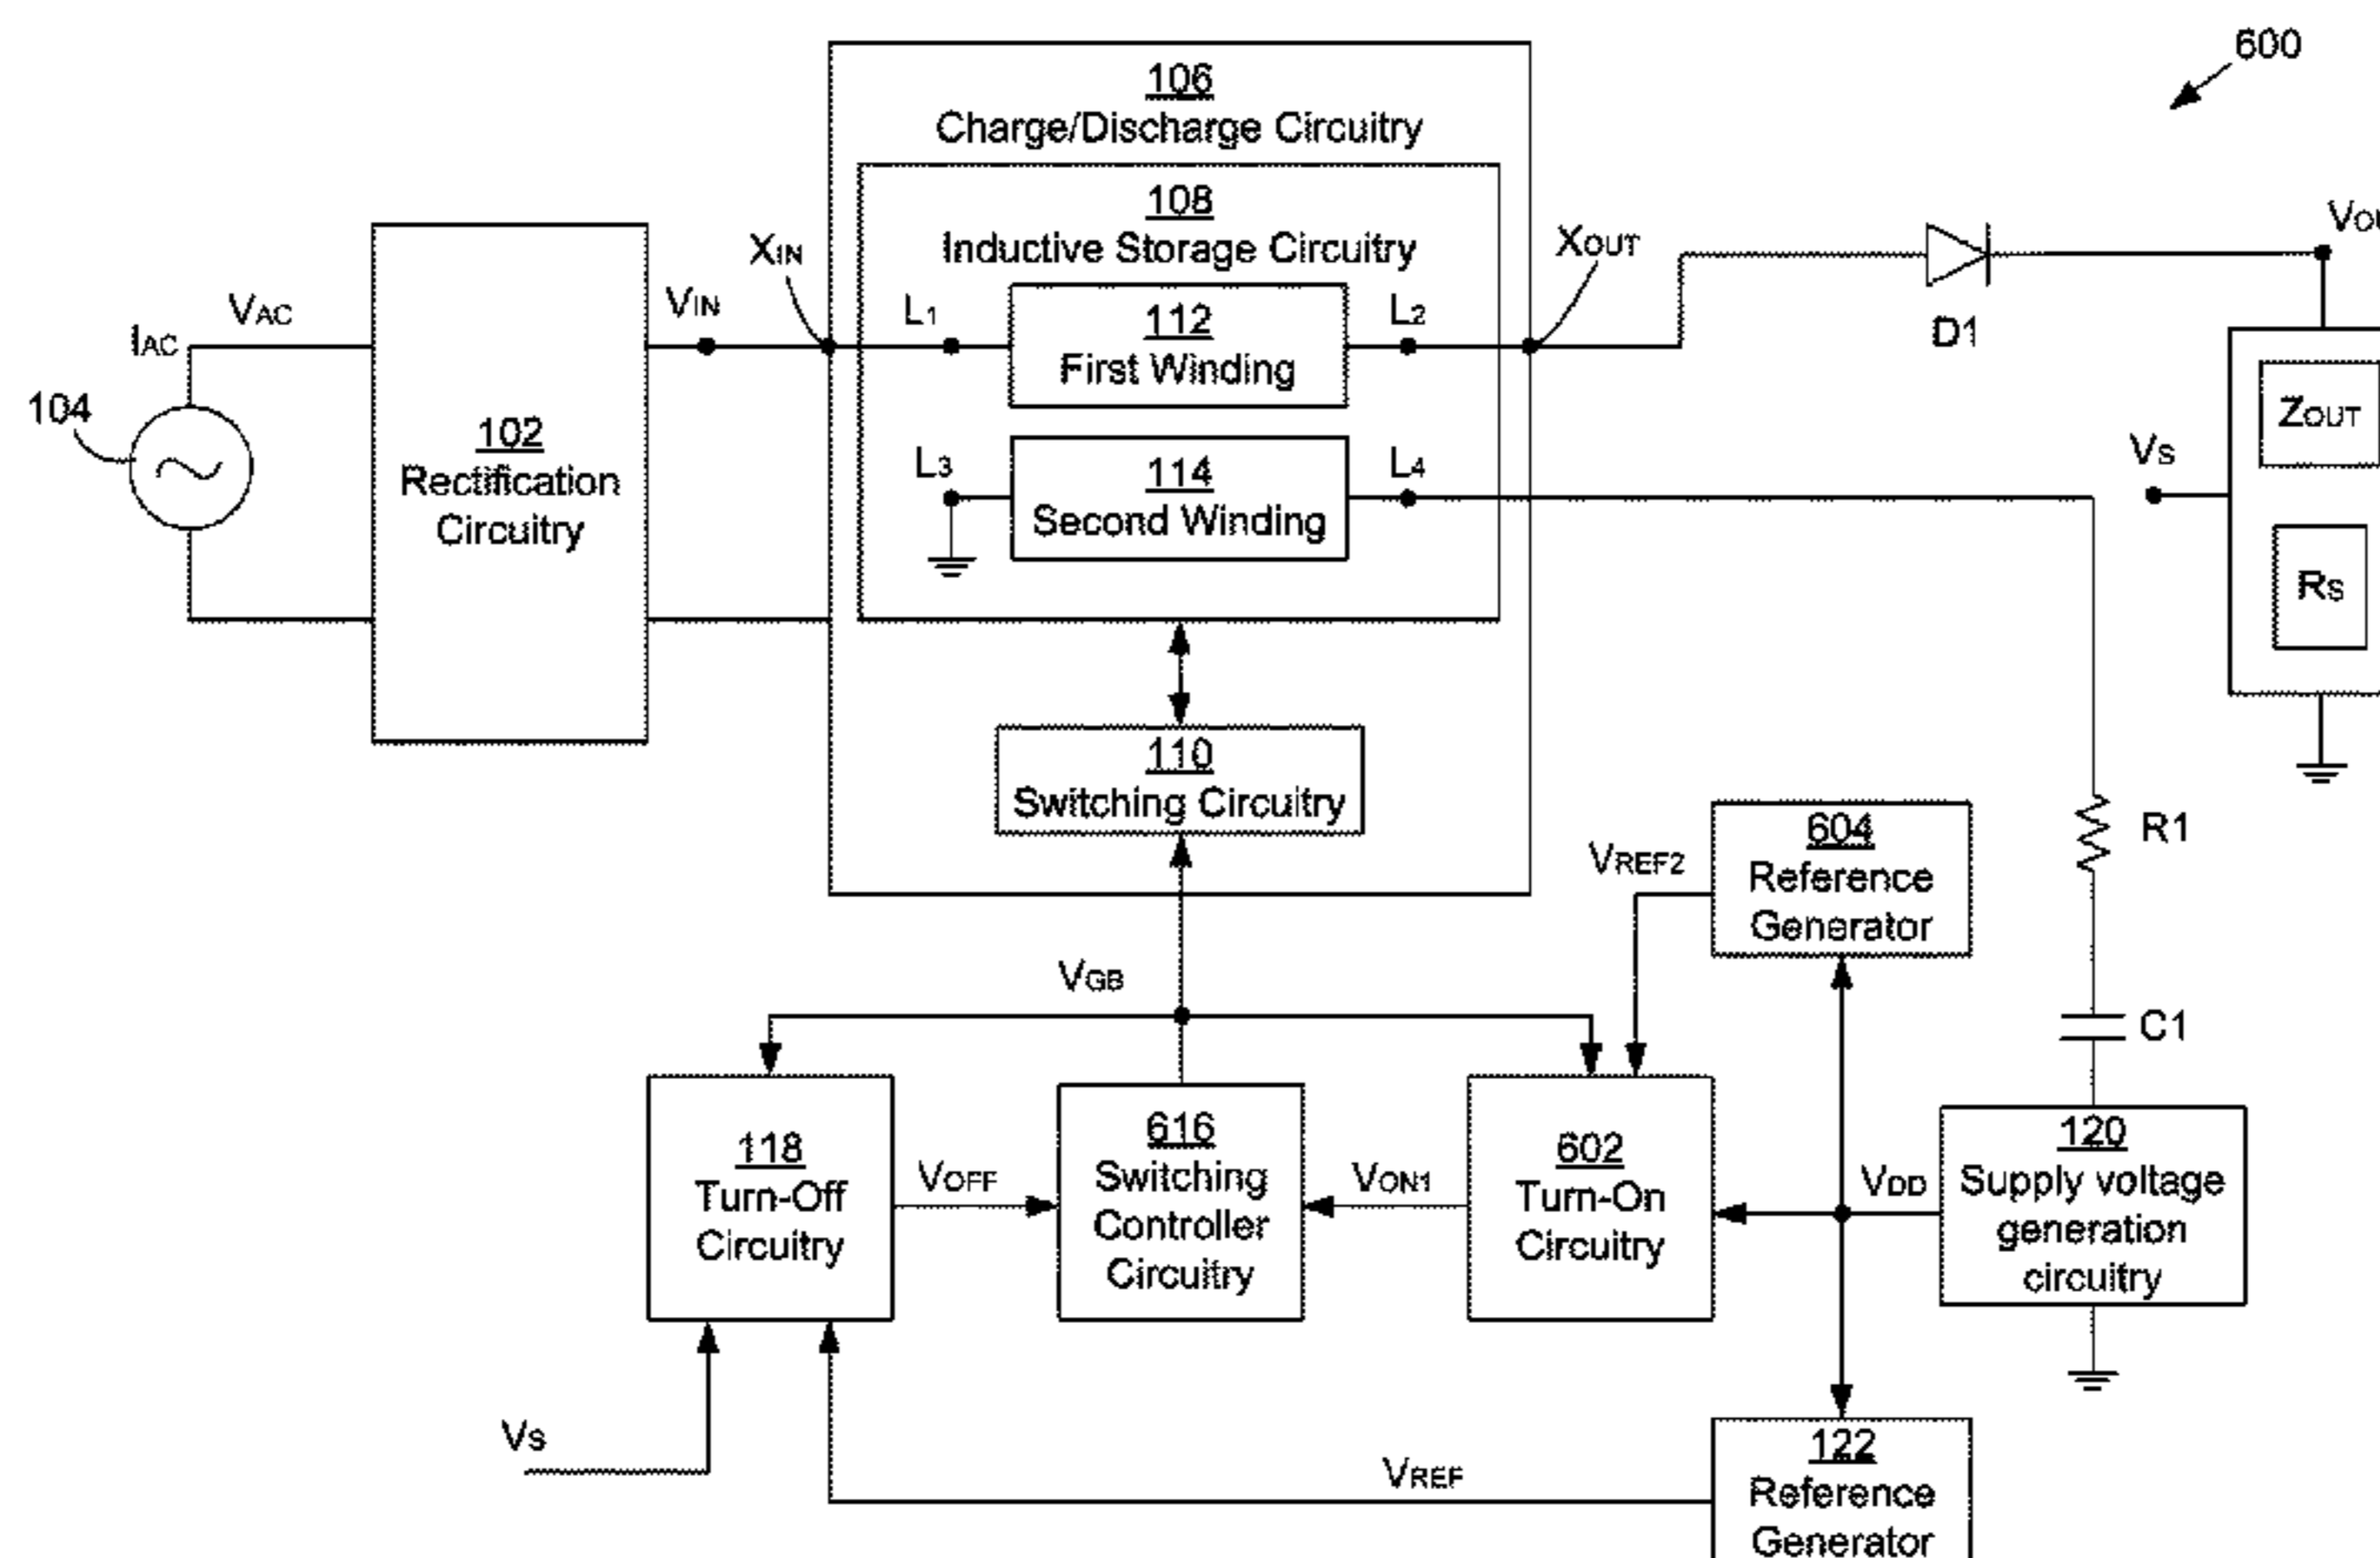 600
106
Charge/Discharge Circuitry
108
Inductive Storage Circuitry
XIN
XOUT
VIN
VAC
IAC
104
102
Rectification
Circuitry
L1
112
First Winding
L2
L3
114
Second Winding
L4
D1
ZOUT
VS
RS
110
Switching Circuitry
R1
604
Reference
Generator
VREF2
C1
VGB
118
Turn-Off
Circuitry
VOFF
616
Switching
Controller
Circuitry
VON1
602
Turn-On
Circuitry
VDD
120
Supply voltage
generation
circuitry
VS
VREF
122
Reference
Generator